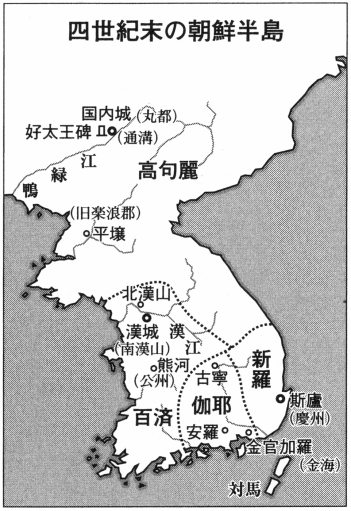 四世紀末の朝鮮半島
国内城(丸都)
好太王碑
(通溝)
鴨緑江
高句麗
(旧楽浪郡)
平壌
北漢山
漢城
(南漢山)
漢江
熊河
(公州)
新羅
古寧
伽耶
百済
安羅
斯盧
(慶州)
金官加羅
(金海)
対馬